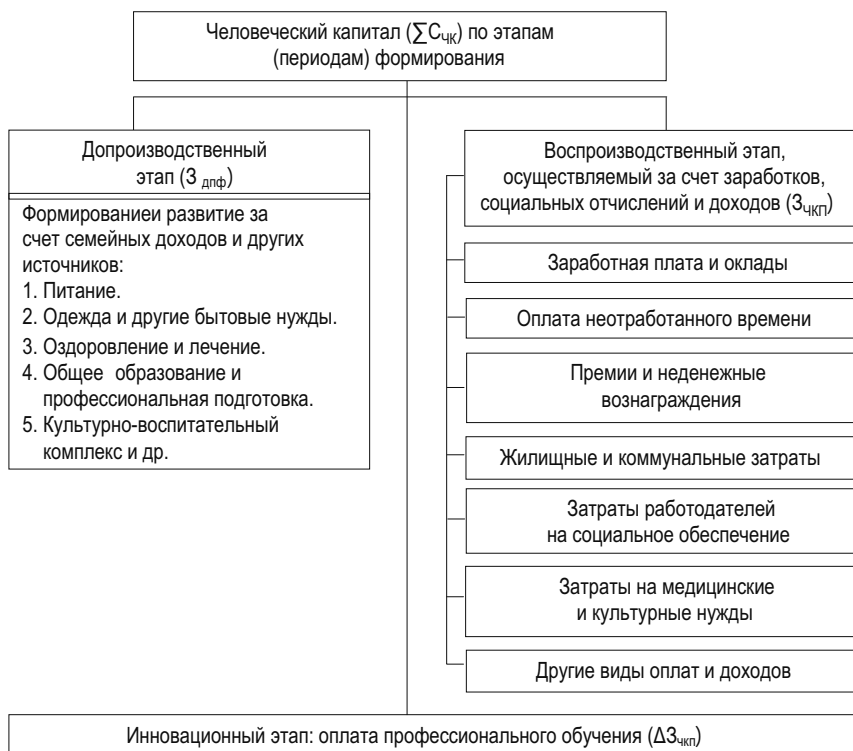 Человеческий капитал (∑СЧК) по этапам
(периодам) формирования
Допроизводственный
этап (З дпф)
Формированиеи развитие за
счет семейных доходов и других
источников:
1. Питание.
2. Одежда и другие бытовые нужды.
3. Оздоровление и лечение.
4. Общее образование и
профессиональная подготовка.
5. Культурно-воспитательный
комплекс и др.
Воспроизводственный этап,
осуществляемый за счет заработков,
социальных отчислений и доходов (ЗЧКП)
Заработная плата и оклады
Оплата неотработанного времени
Премии и неденежные
вознаграждения
Жилищные и коммунальные затраты
Затраты работодателей
на социальное обеспечение
Затраты на медицинские
и культурные нужды
Другие виды оплат и доходов
Инновационный этап: оплата профессионального обучения (ΔЗчкп)